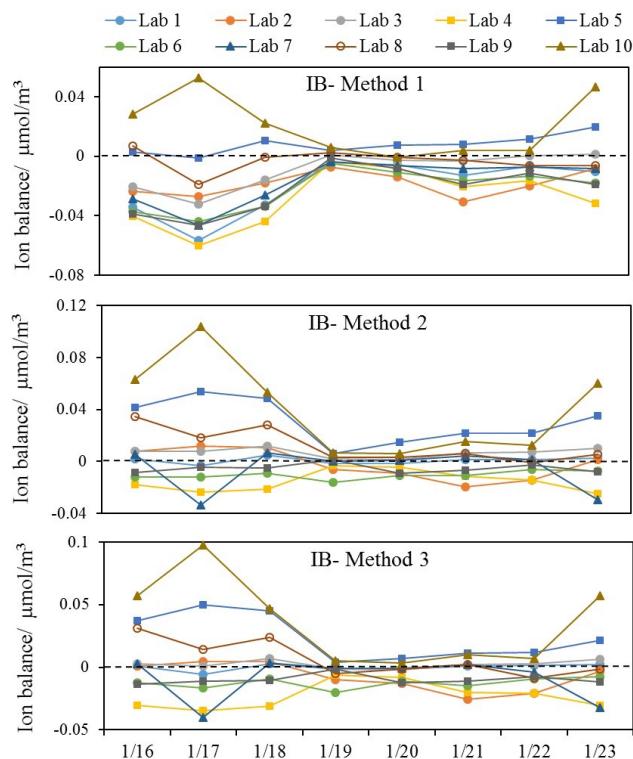 Lab 1 Lab 2 Lab 3 Lab 4 Lab 5
Lab 6 Lab 7 Lab 8 Lab 9 Lab 10
IB- Method 1
Ion balance/ μmol/m³
0.04
0
-0.04
-0.08
IB- Method 2
Ion balance/ μmol/m³
0.12
0.08
0.04
0
-0.04
IB- Method 3
Ion balance/ μmol/m³
0.1
0.05
0
-0.05
1/16 1/17 1/18 1/19 1/20 1/21 1/22 1/23